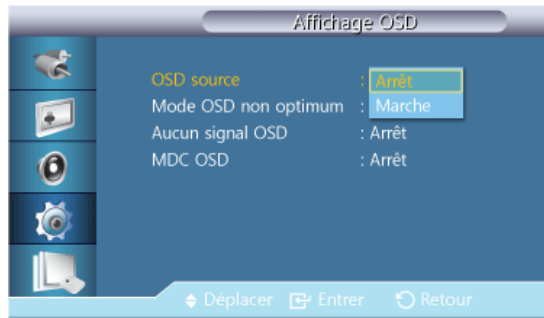 Affichage OSD
OSD source : Arrêt
Mode OSD non optimum : Marche
Aucun signal OSD : Arrêt
MDC OSD : Arrêt
Déplacer Entrer Retour